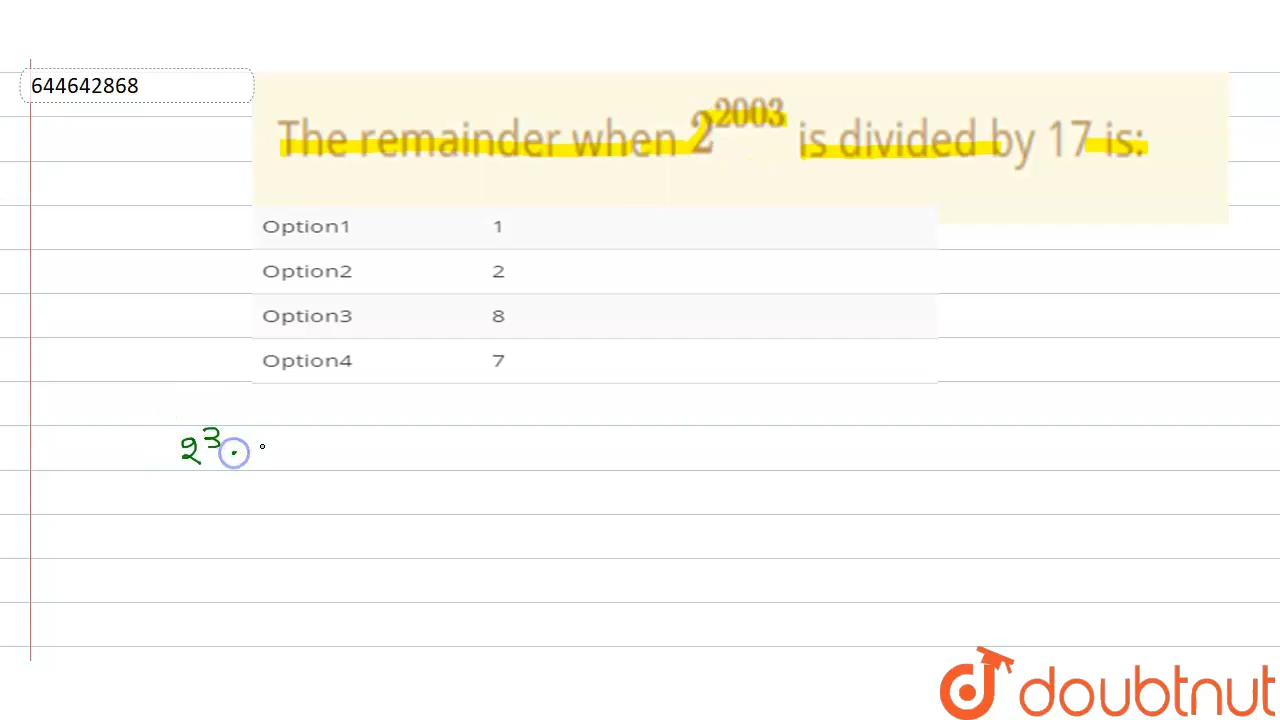 644642868
The remainder when 2^2003 is divided by 17 is:
Option1 1
Option2 2
Option3 8
Option4 7
2^3 .
doubtnut